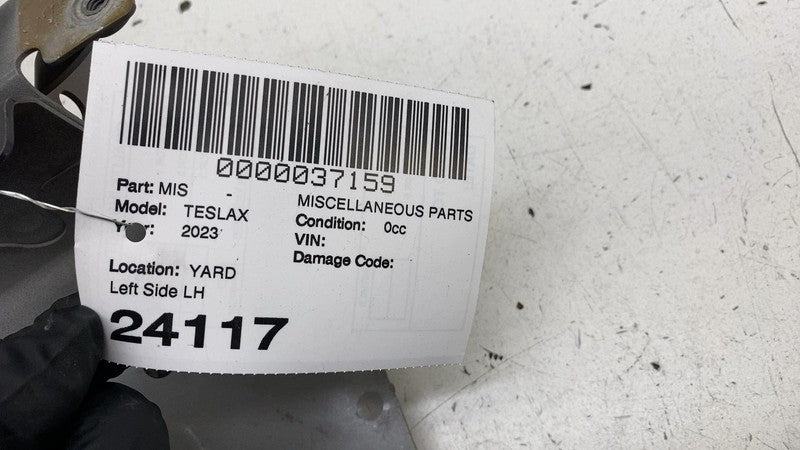 0000037159
Part: MIS -
MISCELLANEOUS PARTS
Model: TESLAX
Condition: 0cc
Year: 2023
VIN:
Damage Code:
Location: YARD
Left Side LH
24117